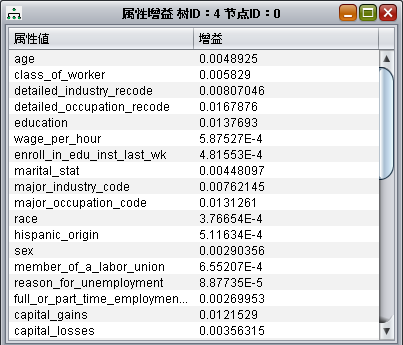 属性增益 树ID：4 节点ID：0
属性値 增益
age 0.0048925
class_of_worker 0.005829
detailed_industry_recode 0.00807046
detailed_occupation_recode 0.0167876
education 0.0137693
wage_per_hour 5.87527E-4
enroll_in_edu_inst_last_wk 4.81553E-4
marital_stat 0.00448097
major_industry_code 0.00762145
major_occupation_code 0.0131261
race 3.76654E-4
hispanic_origin 5.11634E-4
sex 0.00290356
member_of_a_labor_union 6.55207E-4
reason_for_unemployment 8.87735E-5
full_or_part_time_employmen... 0.00269953
capital_gains 0.0121529
capital_losses 0.00356315